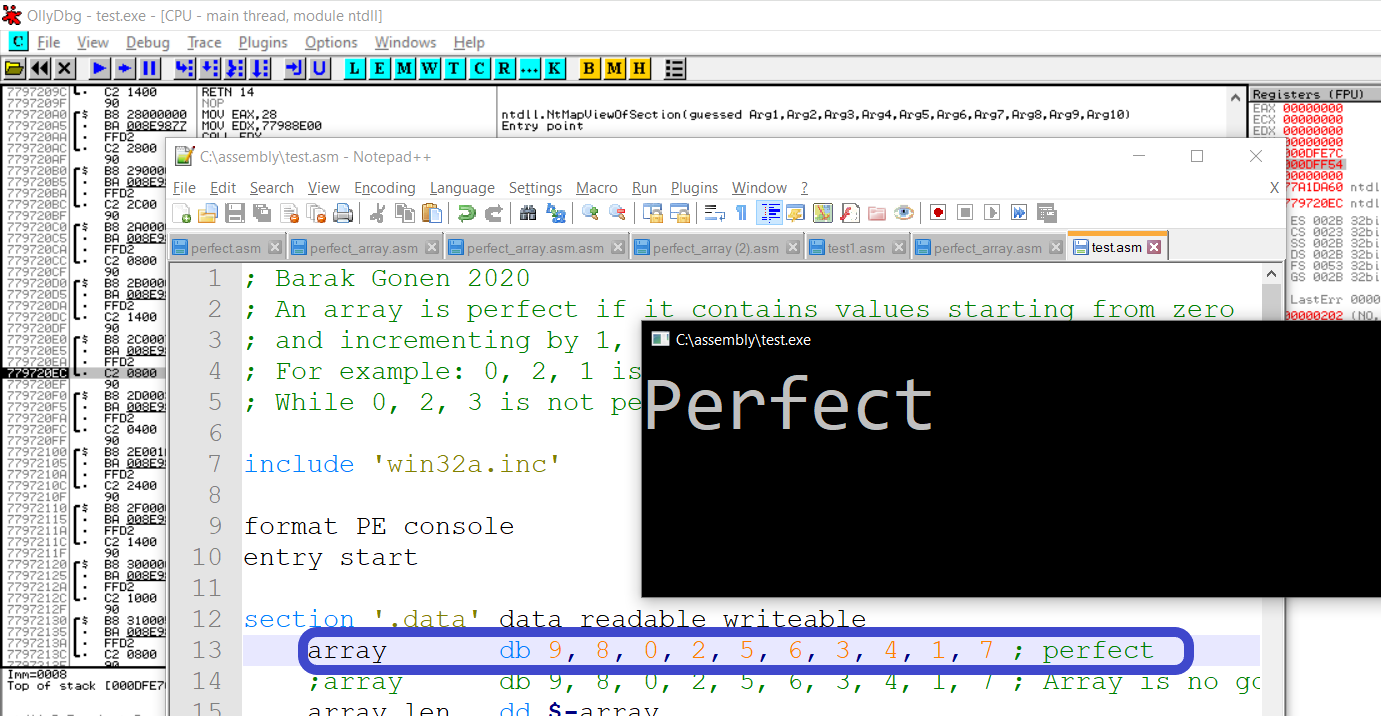 OllyDbg - test.exe - [CPU - main thread, module ntdll]
C File View Debug Trace Plugins Options Windows Help
L E M W T C R ... K B M H
7797209C C2 1400 RETN 14
7797209F 90 NOP
779720A0 B8 28000000 MOV EAX,28 ntdll.NtMapViewOfSection(guessed Arg1,Arg2,Arg3,Arg4,Arg5,Arg6,Arg7,Arg8,Arg9,Arg10)
779720A5 BA 008E9877 MOV EDX,77988E00 Entry point
779720AA FFD2 CALL EDX
779720AC C2 2800
779720AF 90
779720B0 B8 29000
779720B5 BA 008E9
779720BA FFD2
779720BC C2 2C00
779720BF 90
779720C0 B8 2A000
779720C5 BA 008E9
779720CA FFD2
779720CC C2 0800
779720CF 90
779720D0 B8 2B000
779720D5 BA 008E9
779720DA FFD2
779720DC C2 1400
779720DF 90
779720E0 B8 2C000
779720E5 BA 008E9
779720EA FFD2
779720EC C2 0800
779720EF 90
779720F0 B8 2D000
779720F5 BA 008E9
779720FA FFD2
779720FC C2 0400
779720FF 90
77972100 B8 2E001
77972105 BA 008E9
7797210A FFD2
7797210C C2 2400
7797210F 90
77972110 B8 2F000
77972115 BA 008E9
7797211A FFD2
7797211C C2 1400
7797211F 90
77972120 B8 30000
77972125 BA 008E9
7797212A FFD2
7797212C C2 1000
7797212F 90
77972130 B8 31000
77972135 BA 008E9
7797213A FFD2
7797213C C2 0800
Imm=0008
Top of stack [000DFE7
Registers (FPU)
EAX 00000000
ECX 00000000
EDX 00000000
00000000
000DFE7C
000DFF54
00000000
77A1DA60 ntdl
779720EC ntdl
ES 002B 32bi
CS 0023 32bi
SS 002B 32bi
DS 002B 32bi
FS 0053 32bi
GS 002B 32bi
LastErr 0000
00000202 (NO,
C:\assembly\test.asm - Notepad++
File Edit Search View Encoding Language Settings Macro Run Plugins Window ? X
perfect.asm perfect_array.asm perfect_array.asm.asm perfect_array (2).asm test1.asm perfect_array.asm test.asm
1 ; Barak Gonen 2020
2 ; An array is perfect if it contains values starting from zero
3 ; and incrementing by 1,
4 ; For example: 0, 2, 1 is
5 ; While 0, 2, 3 is not pe
6
7 include 'win32a.inc'
8
9 format PE console
10 entry start
11
12 section '.data' data readable writeable
13 array db 9, 8, 0, 2, 5, 6, 3, 4, 1, 7 ; perfect
14 ;array db 9, 8, 0, 2, 5, 6, 3, 4, 1, 7 ; Array is no go
15 array_len dd $-array
C:\assembly\test.exe
Perfect